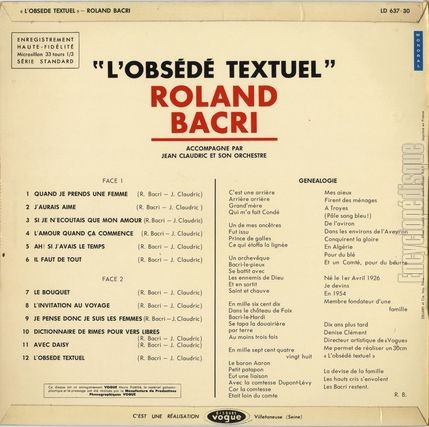 « L'OBSÉDÉ TEXTUEL » - ROLAND BACRI
LD 637-30
ENREGISTREMENT
HAUTE-FIDÉLITÉ
Microsillon 33 tours 1/3
SÉRIE STANDARD
"L'OBSÉDÉ TEXTUEL"
ROLAND
BACRI
ACCOMPAGNE PAR
JEAN CLAUDRIC ET SON ORCHESTRE
FACE 1
1 QUAND JE PRENDS UNE FEMME (R. Bacri - J. Claudric)
2 J'AURAIS AIME (R. Bacri - J. Claudric)
3 SI JE N'ECOUTAIS QUE MON AMOUR (R. Bacri - J. Claudric)
4 L'AMOUR QUAND ÇA COMMENCE (R. Bacri - J. Claudric)
5 AH! SI J'AVAIS LE TEMPS (R. Bacri - J. Claudric)
6 IL FAUT DE TOUT (R. Bacri - J. Claudric)
FACE 2
7 LE BOUQUET (R. Bacri - J. Claudric)
8 L'INVITATION AU VOYAGE (R. Bacri - J. Claudric)
9 JE PENSE DONC JE SUIS LES FEMMES (R. Bacri - J. Claudric)
10 DICTIONNAIRE DE RIMES POUR VERS LIBRES
11 AVEC DAISY (R. Bacri - J. Claudric)
12 L'OBSEDE TEXTUEL (R. Bacri - J. Claudric)
GENEALOGIE
C'est une arrière
Arrière arrière
Grand'mère
Qui m'a fait Condé
Un de mes ancêtres
Fut issu
Prince de galles
Ce qui étoffa la lignée
Un archevêque
Bacri-le-pieux
Se battit avec
Les ennemis de Dieu
Et en sortit
Saint et chauve
En mille six cent dix
Dans le château de Foix
Bacri-le-Hardi
Se tapa la douairière
par terre
Au moins trois fois
En mille sept cent quatre
vingt huit
Le baron Aaron
Petit patapon
Eut une liaison
Avec la comtesse Dupont-Lévy
Car la comtesse
Etait loin du comte
Mes aïeux
Firent des ménages
A Troyes
(Pâle sang bleu!)
De l'aviron
Dans les environs de l'Aveyron
Conquirent la gloire
En Algérie
Pour du blé
Et un Comté, pour du beurre
Né le 1er Avril 1926
Je devins
En 1954
Membre fondateur d'une
famille
Dix ans plus tard
Denise Clément
Directeur artistique des Vogues
Me permet de réaliser un 30cm
« L'obsédé textuel »
La devise de la famille
Les hauts cris s'envolent
Les Bacri restent.
R. B.
C'EST UNE RÉALISATION
DISQUES
vogue
Villetaneuse (Seine)